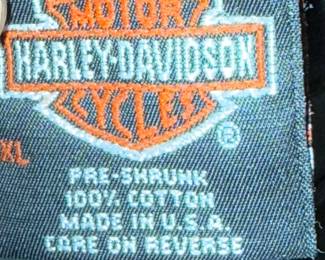 MOTOR
HARLEY-DAVIDSON
CYCLES
®
XL
PRE-SHRUNK
100% COTTON
MADE IN U.S.A.
CARE ON REVERSE